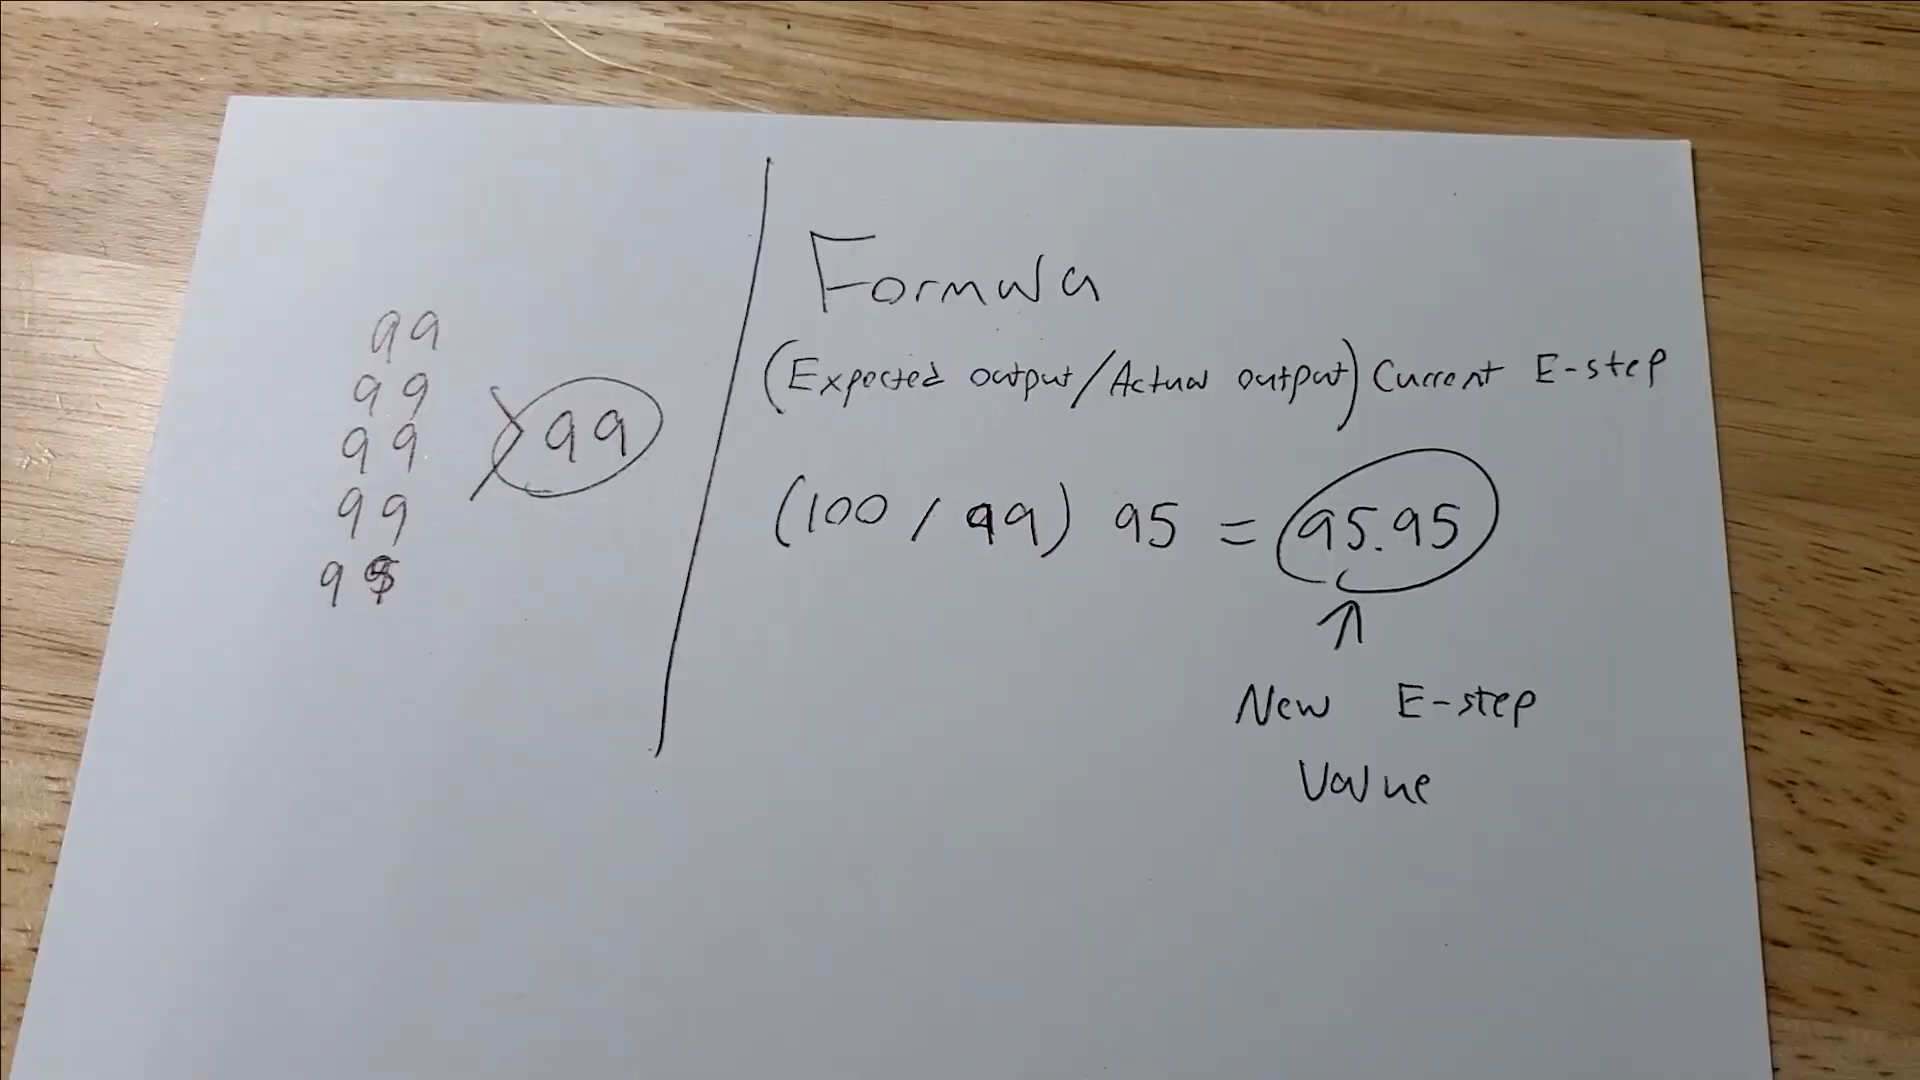 99
99
99
99
9
99
Formula
(Expected output/Actual output) Current E-step
(100 / 99) 95 = 95.95
New E-step
Value